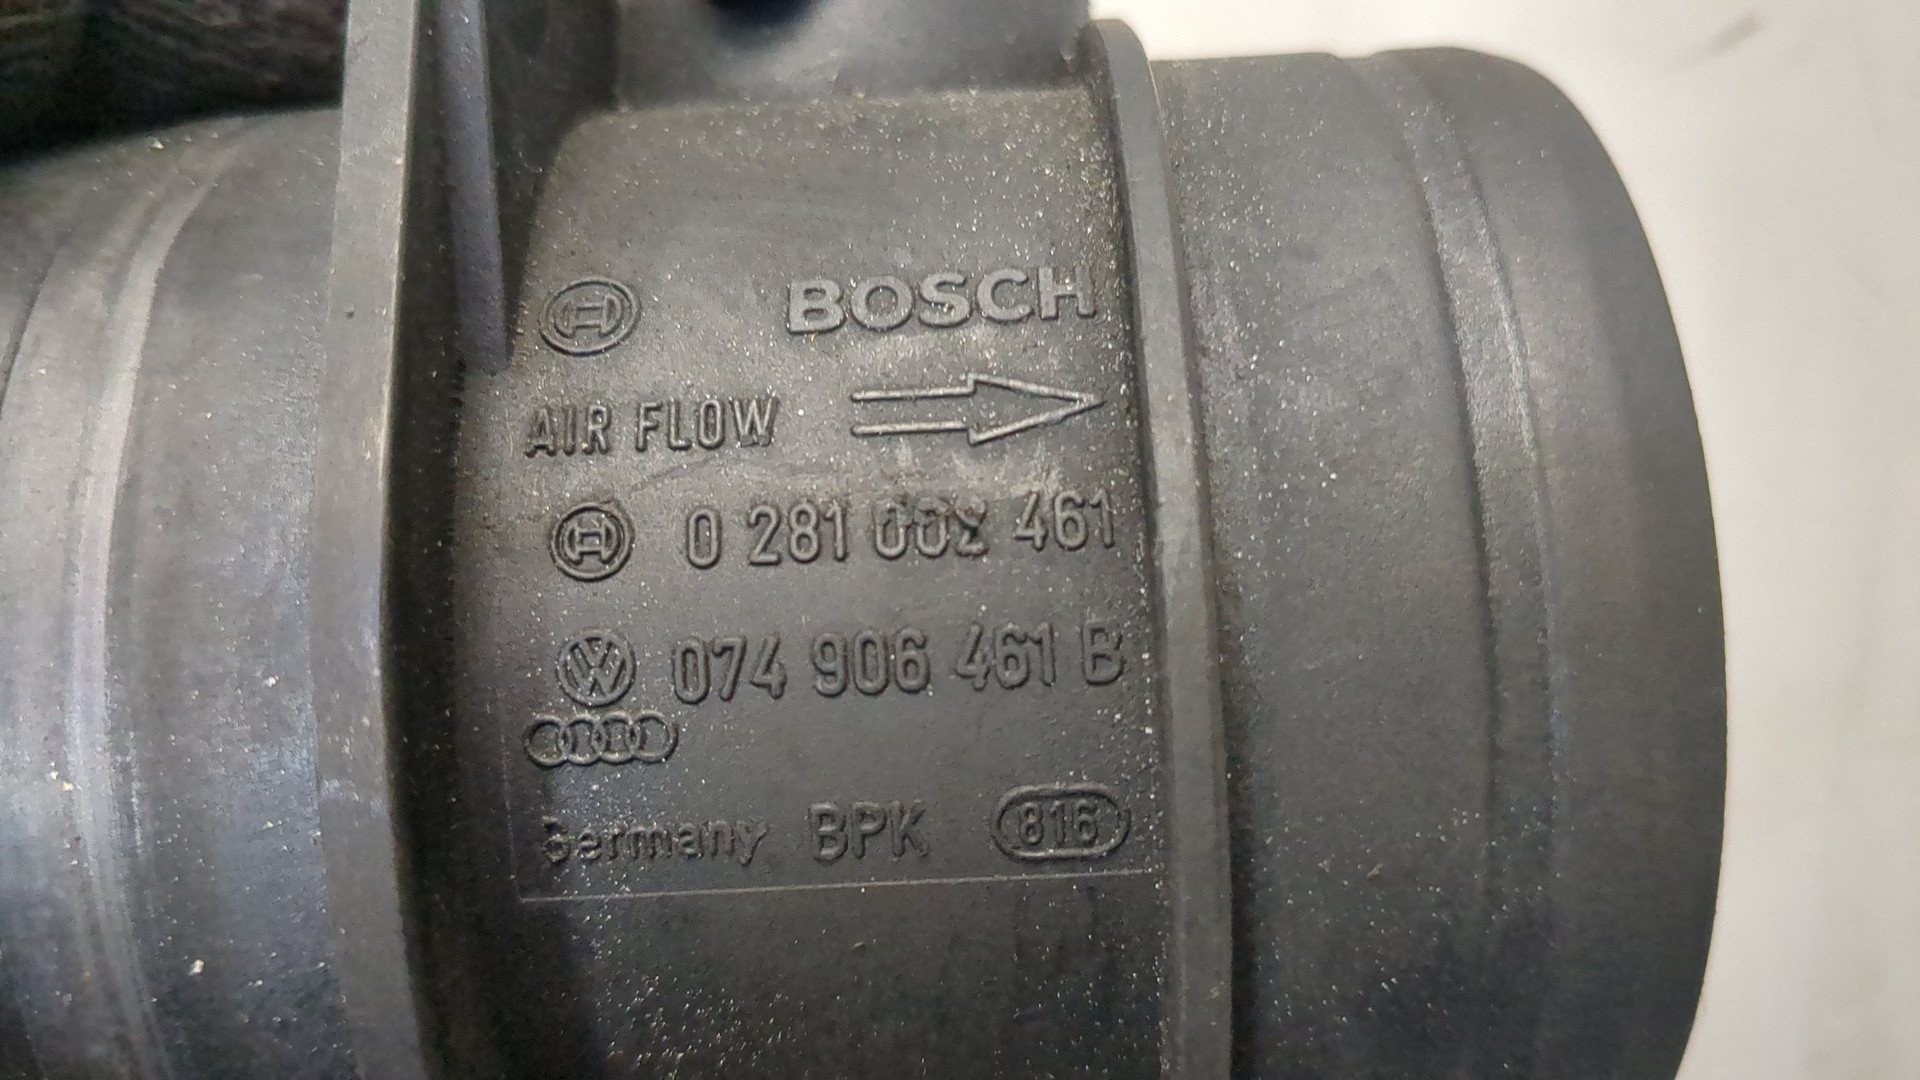 BOSCH
AIR FLOW
0 281 002 461
074 906 461 B
Germany BPK 816